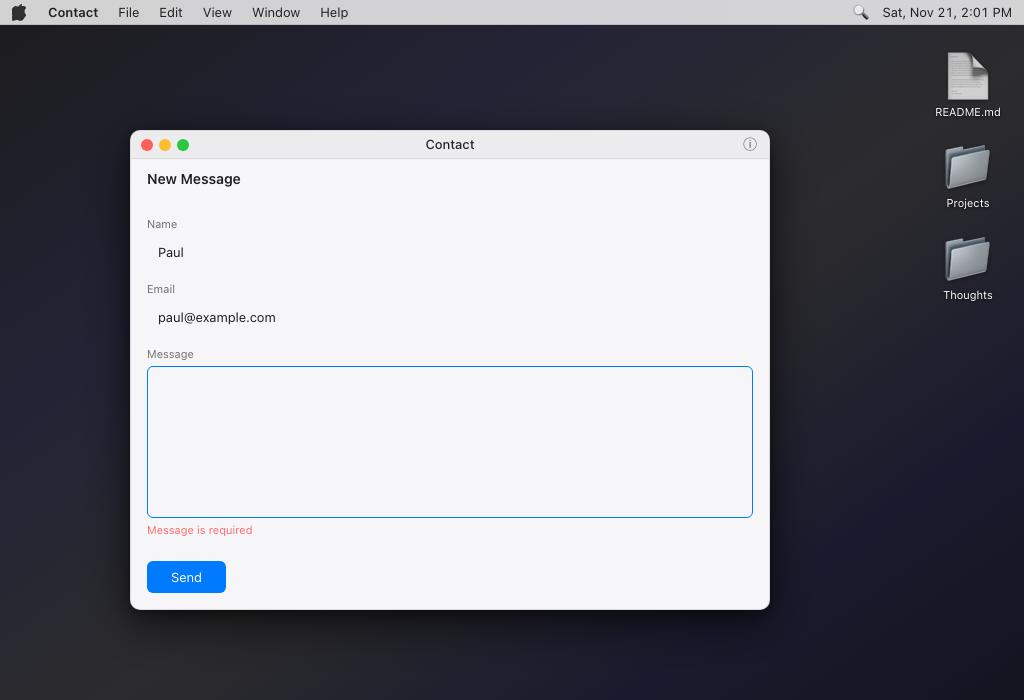 Contact File Edit View Window Help Sat, Nov 21, 2:01 PM
README.md
Projects
Thoughts
Contact
New Message
Name
Paul
Email
paul@example.com
Message
Message is required
Send